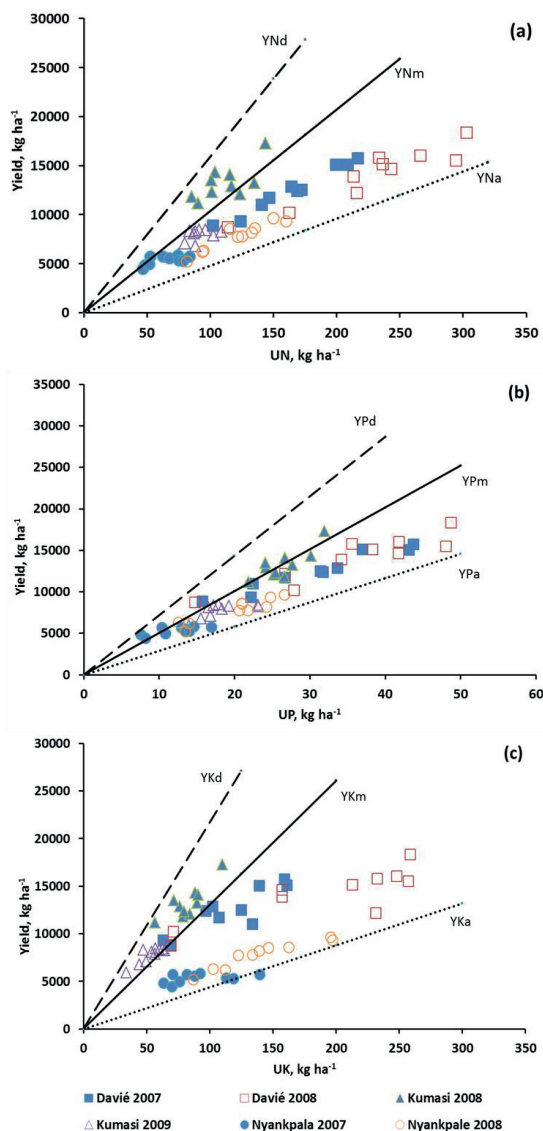 (a)
30000
25000
20000
15000
10000
5000
0
Yield, kg ha⁻¹
YNd
YNm
YNa
0 50 100 150 200 250 300 350
UN, kg ha⁻¹
(b)
35000
30000
25000
20000
15000
10000
5000
0
Yield, kg ha⁻¹
YPd
YPm
YPa
0 10 20 30 40 50 60
UP, kg ha⁻¹
(c)
30000
25000
20000
15000
10000
5000
0
Yield, kg ha⁻¹
YKd
YKm
YKa
0 50 100 150 200 250 300 350
UK, kg ha⁻¹
Davié 2007 Davié 2008 Kumasi 2008
Kumasi 2009 Nyankpala 2007 Nyankpale 2008